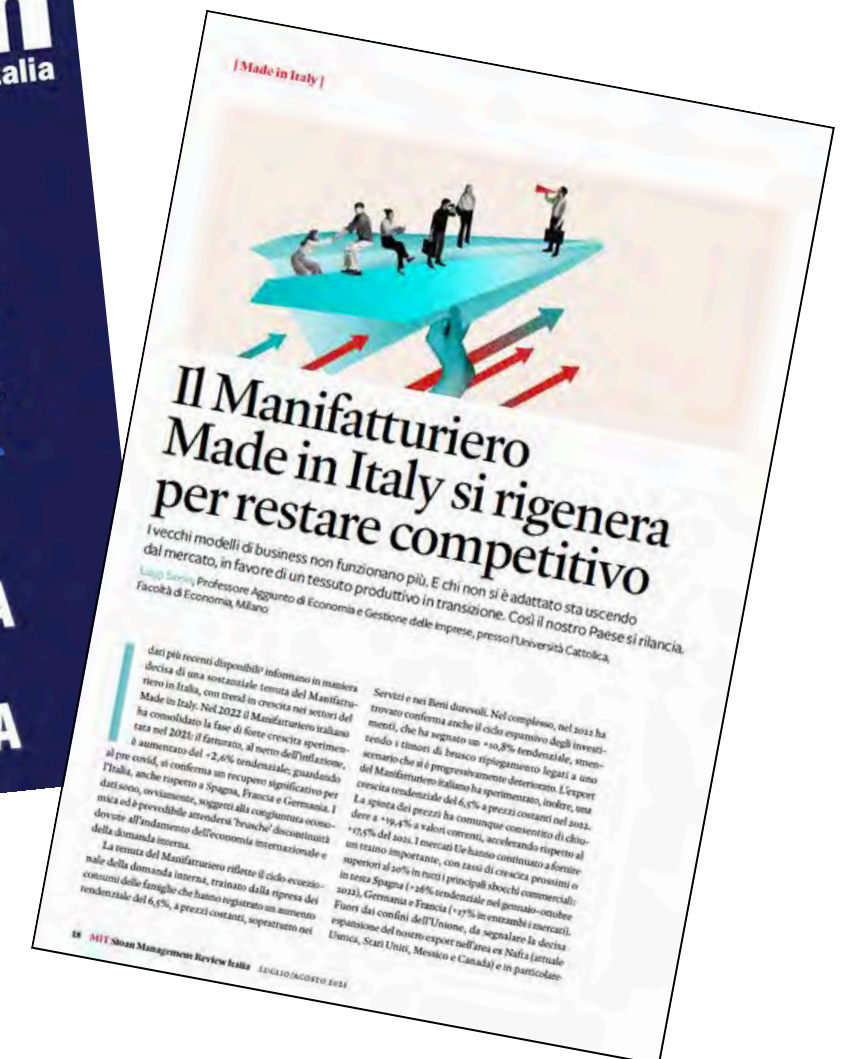 alia
A
A
| Made in Italy |
Il Manifatturiero
Made in Italy si rigenera
per restare competitivo
I vecchi modelli di business non funzionano più. E chi non si è adattato sta uscendo
dal mercato, in favore di un tessuto produttivo in transizione. Così il nostro Paese si rilancia.
Professore Aggiunto di Economia e Gestione delle Imprese, presso l'Università Cattolica,
Facoltà di Economia, Milano
I dati più recenti disponibili¹ informano in maniera
decisa di una sostanziale tenuta del Manifattu-
riero in Italia, con trend in crescita nei settori del
Made in Italy. Nel 2022 il Manifatturiero italiano
ha consolidato la fase di forte crescita sperimen-
tata nel 2021: il fatturato, al netto dell'inflazione,
è aumentato del +2,6% tendenziale; guardando
al pre covid, si conferma un recupero significativo per
l'Italia, anche rispetto a Spagna, Francia e Germania. I
dati sono, ovviamente, soggetti alla congiuntura econo-
mica ed è prevedibile attendersi 'brusche' discontinuità
dovute all'andamento dell'economia internazionale e
della domanda interna.
La tenuta del Manifatturiero riflette il ciclo eccezio-
nale della domanda interna, trainato dalla ripresa dei
consumi delle famiglie che hanno registrato un aumento
tendenziale del 6,5%, a prezzi costanti, soprattutto nei
Servizi e nei Beni durevoli. Nel complesso, nel 2022 ha
trovato conferma anche il ciclo espansivo degli investi-
menti, che ha segnato un +10,8% tendenziale, smen-
tendo i timori di brusco ripiegamento legati a uno
scenario che si è progressivamente deteriorato. L'export
del Manifatturiero italiano ha sperimentato, inoltre, una
crescita tendenziale del 6,5% a prezzi costanti nel 2022.
La spinta dei prezzi ha comunque consentito di chiu-
dere a +19,4% a valori correnti, accelerando rispetto al
+17,5% del 2021. I mercati Ue hanno continuato a fornire
un traino importante, con tassi di crescita prossimi o
superiori al 20% in tutti i principali sbocchi commerciali:
in testa Spagna (+26% tendenziale nel gennaio-ottobre
2022), Germania e Francia (+17% in entrambi i mercati).
Fuori dai confini dell'Unione, da segnalare la decisa
espansione del nostro export nell'area ex Nafta (attuale
Usmca, Stati Uniti, Messico e Canada) e in particolare
18 MIT Sloan Management Review Italia LUGLIO/AGOSTO